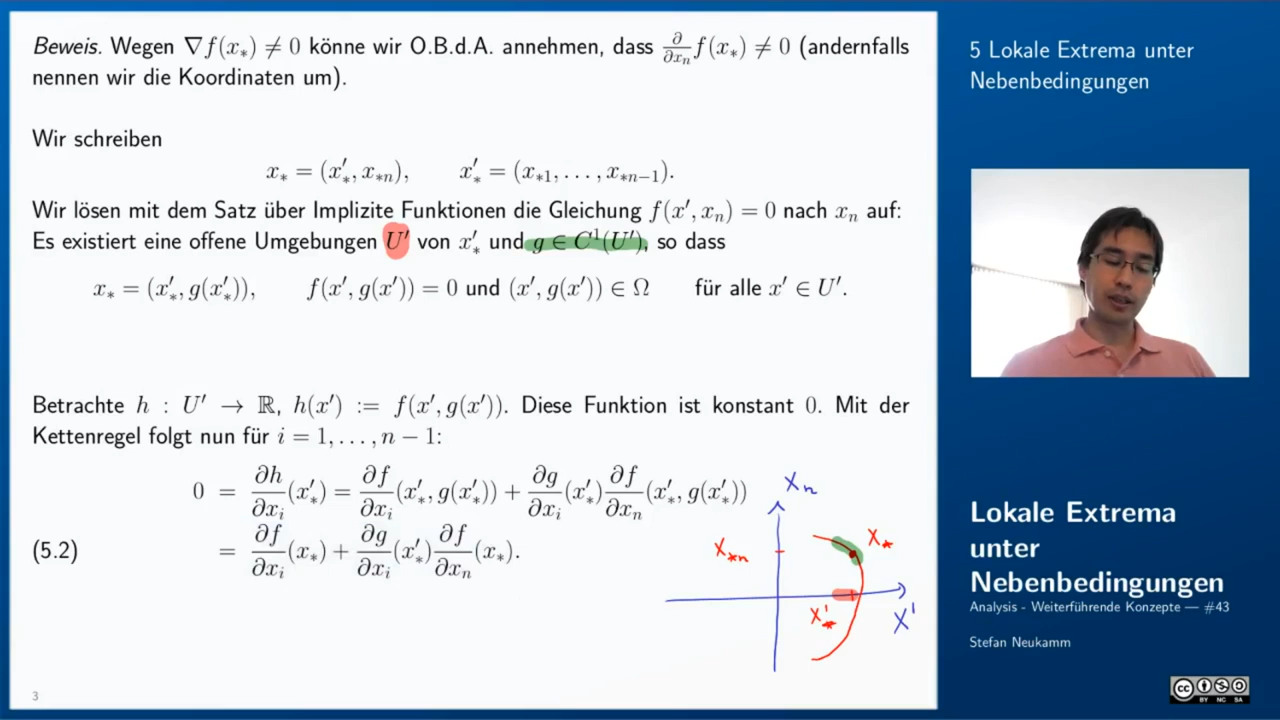 Beweis. Wegen ∇f(x_*) ≠ 0 könne wir O.B.d.A. annehmen, dass ∂/∂x_n f(x_*) ≠ 0 (andernfalls
nennen wir die Koordinaten um).
Wir schreiben
x_* = (x'_*, x_{*n}), x'_* = (x_{*1}, . . . , x_{*n−1}).
Wir lösen mit dem Satz über Implizite Funktionen die Gleichung f(x', x_n) = 0 nach x_n auf:
Es existiert eine offene Umgebungen U' von x'_* und g ∈ C^1(U'), so dass
x_* = (x'_*, g(x'_*)), f(x', g(x')) = 0 und (x', g(x')) ∈ Ω für alle x' ∈ U'.
Betrachte h : U' → ℝ, h(x') := f(x', g(x')). Diese Funktion ist konstant 0. Mit der
Kettenregel folgt nun für i = 1, . . . , n − 1:
0 = ∂h/∂x_i (x'_*) = ∂f/∂x_i (x'_*, g(x'_*)) + ∂g/∂x_i (x'_*) ∂f/∂x_n (x'_*, g(x'_*))
(5.2) = ∂f/∂x_i (x_*) + ∂g/∂x_i (x'_*) ∂f/∂x_n (x_*).
x_n
x_*
x_{*n}
x'_*
x'
3
5 Lokale Extrema unter
Nebenbedingungen
Lokale Extrema
unter
Nebenbedingungen
Analysis - Weiterführende Konzepte — #43
Stefan Neukamm
cc
BY NC SA